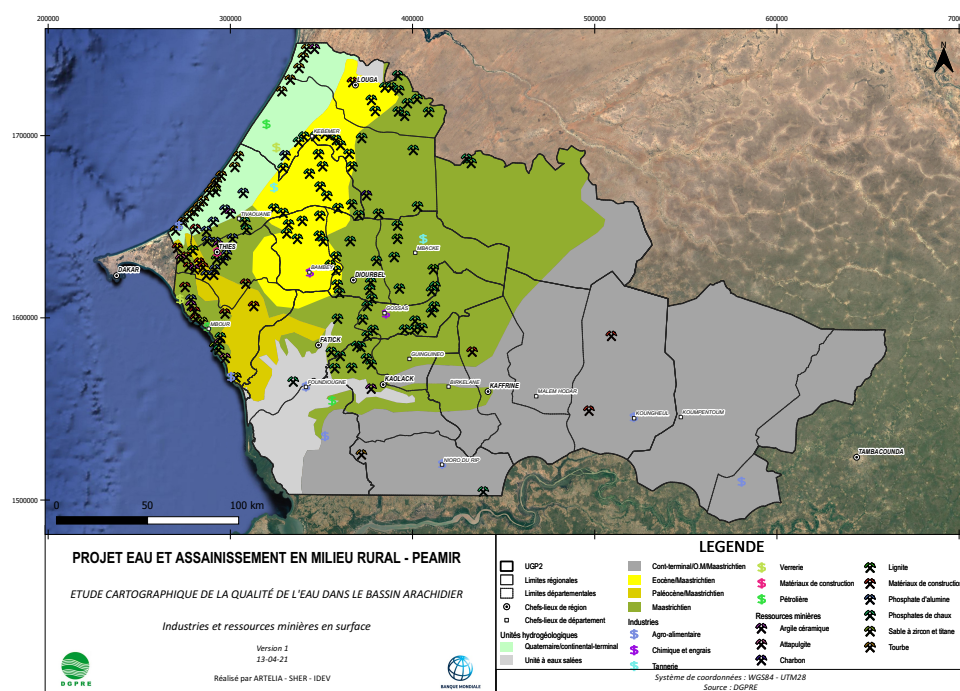 200000 300000 400000 500000 600000 7000
1700000
1600000
1500000
N
LOUGA
KEBEMER
TIVAOUANE
THIES
DAKAR
BAMBEY
DIOURBEL
MBACKE
MBOUR
GOSSAS
FATICK
GUINGUINEO
FOUNDIOUGNE
KAOLACK
BIRKELANE
KAFFRINE
MALEM HODAR
KOUNGHEUL
KOUMPENTOUM
TAMBACOUNDA
NIORO DU RIP
0 50 100 km
PROJET EAU ET ASSAINISSEMENT EN MILIEU RURAL - PEAMIR
ETUDE CARTOGRAPHIQUE DE LA QUALITE DE L'EAU DANS LE BASSIN ARACHIDIER
Industries et ressources minières en surface
Version 1
13-04-21
Réalisé par ARTELIA - SHER - IDEV
DGPRE
BANQUE MONDIALE
LEGENDE
UGP2
Limites régionales
Limites départementales
Chefs-lieux de région
Chefs-lieux de département
Unités hydrogéologiques
Quaternaire/continental-terminal
Unité à eaux salées
Cont-terminal/O.M/Maastrichtien
Eocène/Maastrichtien
Paléocène/Maastrichtien
Maastrichtien
Industries
Agro-alimentaire
Chimique et engrais
Tannerie
Verrerie
Matériaux de construction
Pétrolière
Ressources minières
Argile céramique
Attapulgite
Charbon
Lignite
Matériaux de construction
Phosphate d'alumine
Phosphates de chaux
Sable à zircon et titane
Tourbe
Système de coordonnées : WGS84 - UTM28
Source : DGPRE